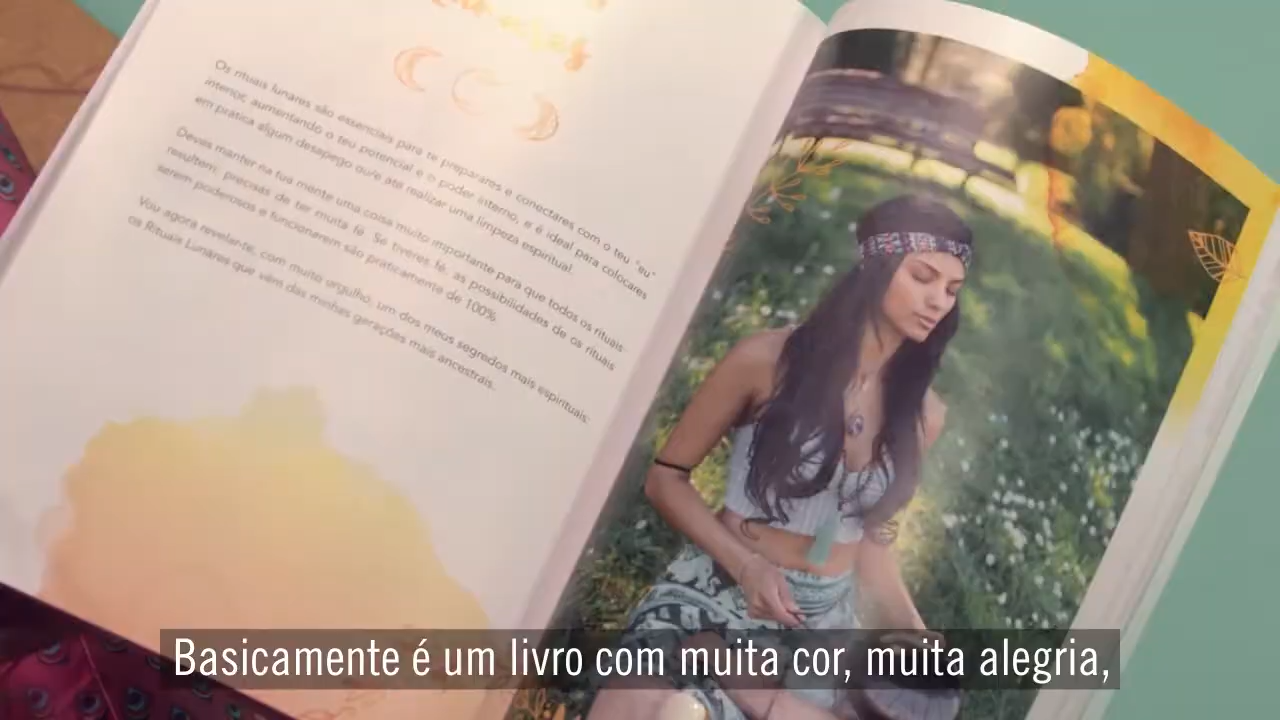 Os rituais lunares são essenciais para te preparares e conectares com o teu "eu"
interior, aumentando o teu potencial e o poder interno, e é ideal para colocares
em prática algum desapego ou/e até realizar uma limpeza espiritual.
Deves manter na tua mente uma coisa muito importante para que todos os rituais
resultem: precisas de ter muita fé. Se tiveres fé, as possibilidades de os rituais
serem poderosos e funcionarem são praticamente de 100%.
Vou agora revelar-te, com muito orgulho, um dos meus segredos mais espirituais:
os Rituais Lunares que vêm das minhas gerações mais ancestrais.
Basicamente é um livro com muita cor, muita alegria,